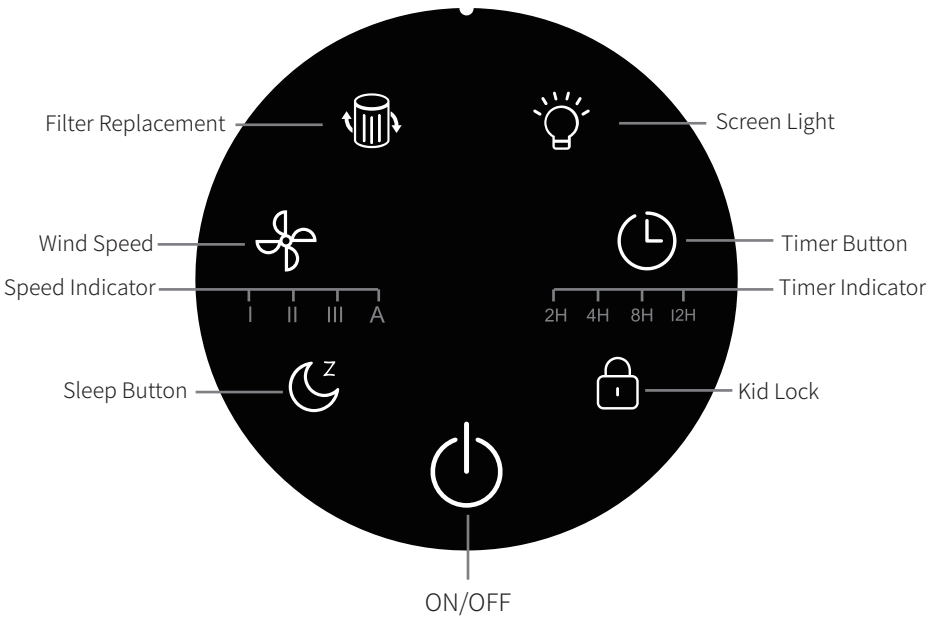 Filter Replacement
Screen Light
Wind Speed
Timer Button
Speed Indicator
Timer Indicator
I II III A
2H 4H 8H 12H
Z
Sleep Button
Kid Lock
ON/OFF